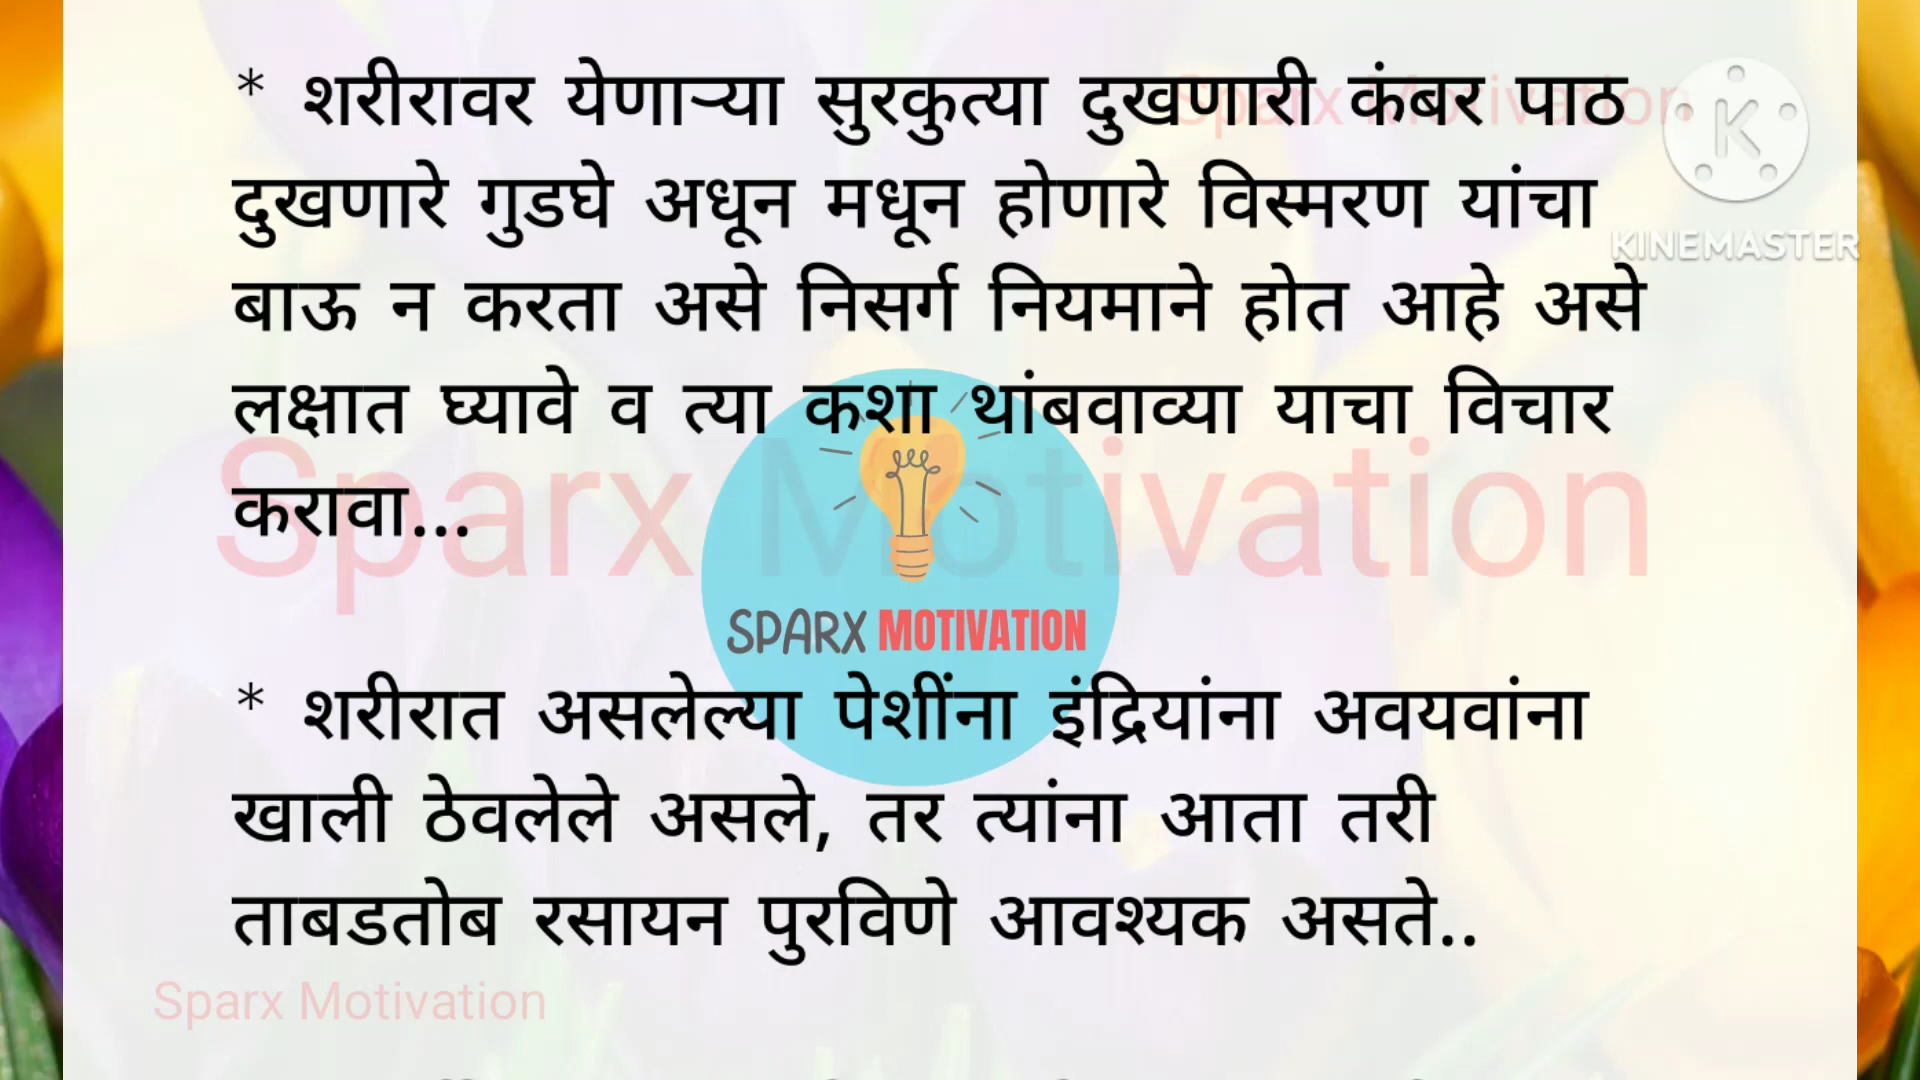 * शरीरावर येणाऱ्या सुरकुत्या दुखणारी कंबर पाठ
दुखणारे गुडघे अधून मधून होणारे विस्मरण यांचा
बाऊ न करता असे निसर्ग नियमाने होत आहे असे
लक्षात घ्यावे व त्या कशा थांबवाव्या याचा विचार
करावा...
* शरीरात असलेल्या पेशींना इंद्रियांना अवयवांना
खाली ठेवलेले असले, तर त्यांना आता तरी
ताबडतोब रसायन पुरविणे आवश्यक असते..
Sparx Motivation
K
KINEMASTER
Sparx Motivation
SPARX MOTIVATION
Sparx Motivation